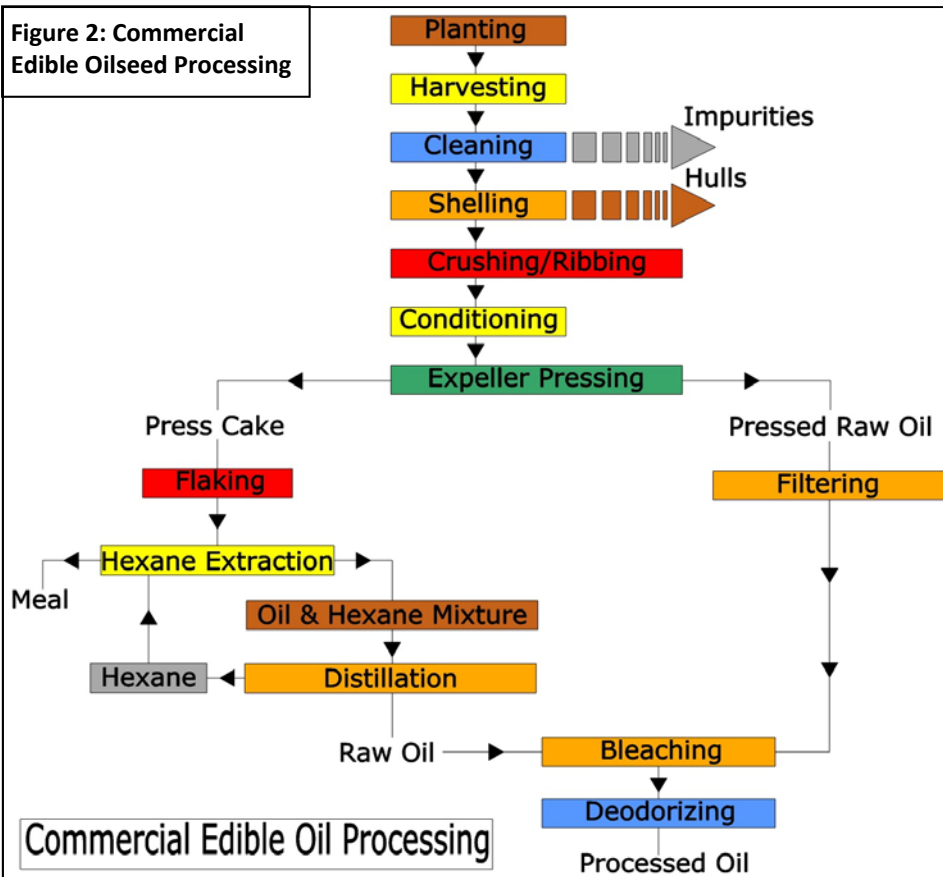 Figure 2: Commercial
Edible Oilseed Processing
Planting
Harvesting
Cleaning
Impurities
Shelling
Hulls
Crushing/Ribbing
Conditioning
Expeller Pressing
Press Cake
Pressed Raw Oil
Flaking
Filtering
Hexane Extraction
Meal
Oil & Hexane Mixture
Hexane
Distillation
Raw Oil
Bleaching
Deodorizing
Processed Oil
Commercial Edible Oil Processing